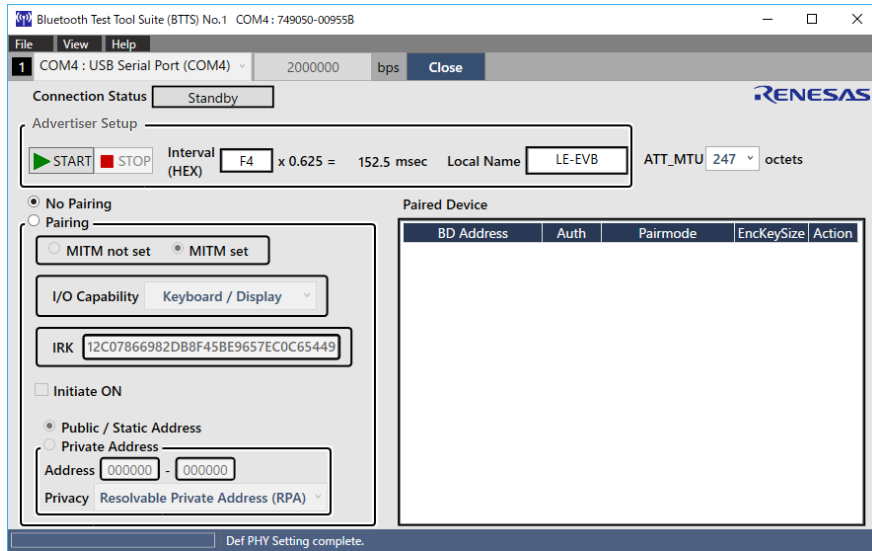 Bluetooth Test Tool Suite (BTTS) No.1 COM4 : 749050-00955B
File View Help
1 COM4 : USB Serial Port (COM4) 2000000 bps Close
Connection Status Standby RENESAS
Advertiser Setup
START STOP Interval (HEX) F4 x 0.625 = 152.5 msec Local Name LE-EVB ATT_MTU 247 octets
No Pairing
Pairing
MITM not set MITM set
I/O Capability Keyboard / Display
IRK 12C07866982DB8F45BE9657EC0C65449
Initiate ON
Public / Static Address
Private Address
Address 000000 - 000000
Privacy Resolvable Private Address (RPA)
Paired Device
BD Address Auth Pairmode EncKeySize Action
Def PHY Setting complete.